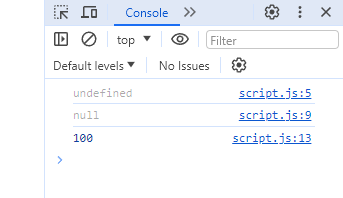 Console
top
Filter
Default levels No Issues
undefined script.js:5
null script.js:9
100 script.js:13